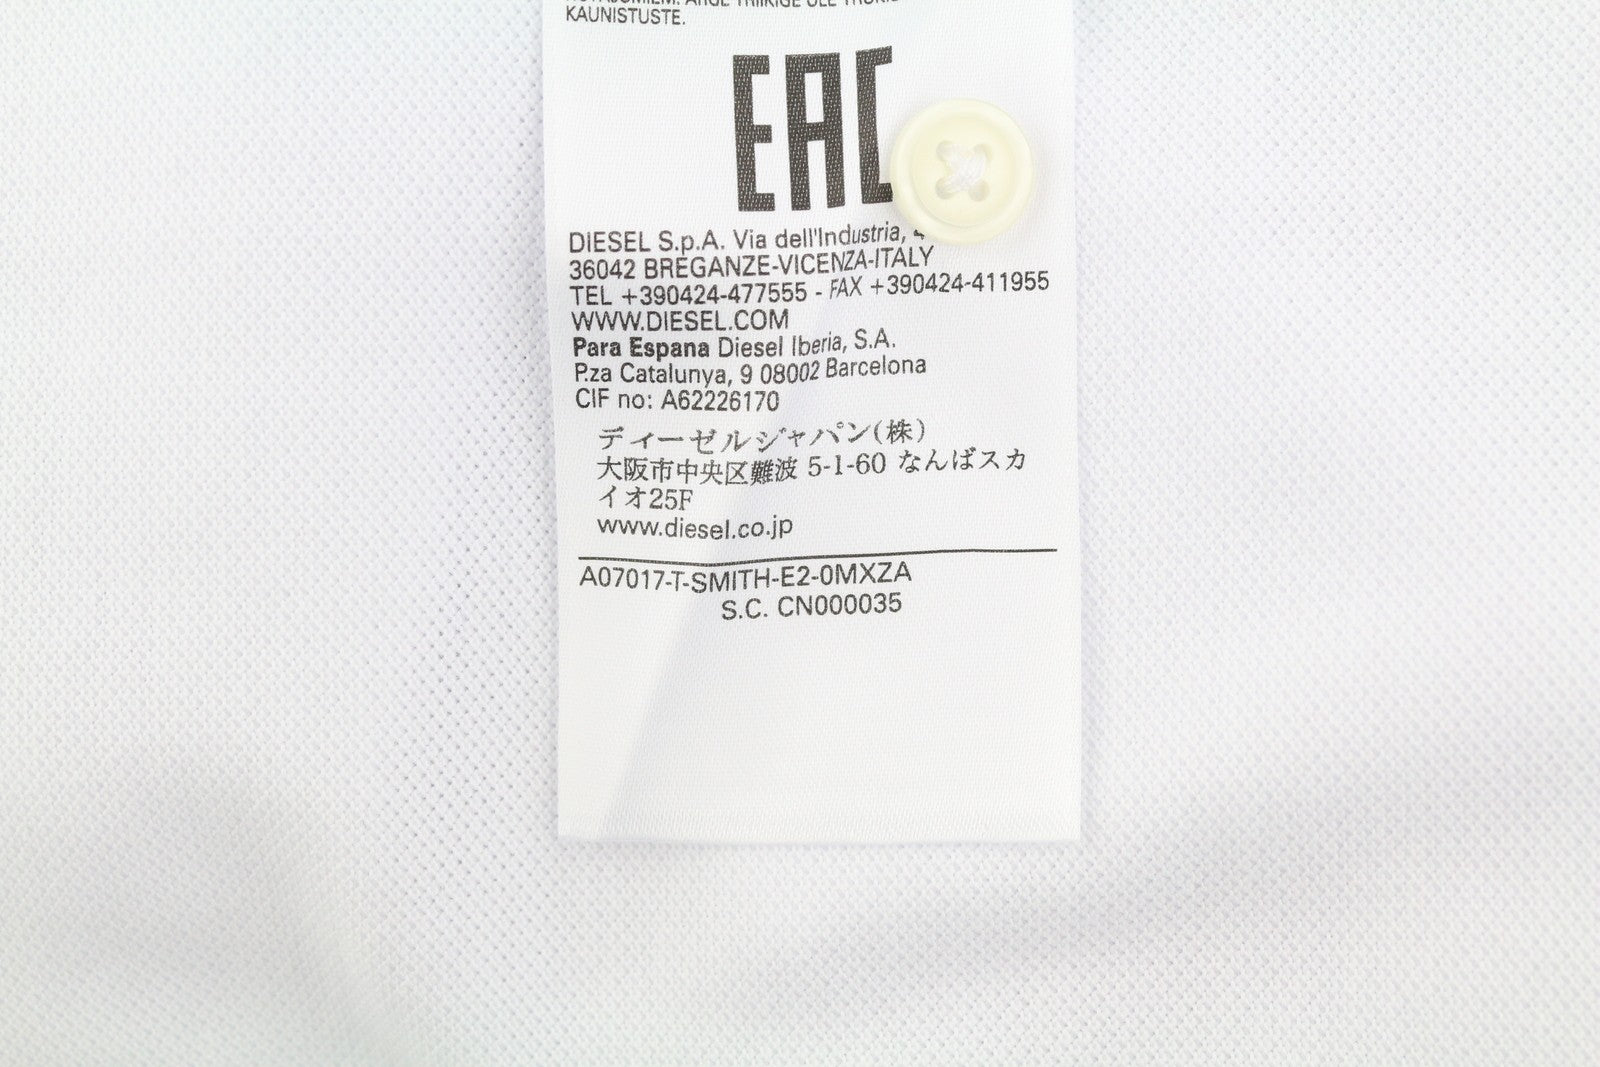 KAUNISTUSTE.
EAC
DIESEL S.p.A. Via dell'Industria,
36042 BREGANZE-VICENZA-ITALY
TEL +390424-477555 - FAX +390424-411955
WWW.DIESEL.COM
Para Espana Diesel Iberia, S.A.
P.za Catalunya, 9 08002 Barcelona
CIF no: A62226170
ディーゼルジャパン(株)
大阪市中央区難波 5-1-60 なんばスカ
イオ25F
www.diesel.co.jp
A07017-T-SMITH-E2-0MXZA
S.C. CN000035